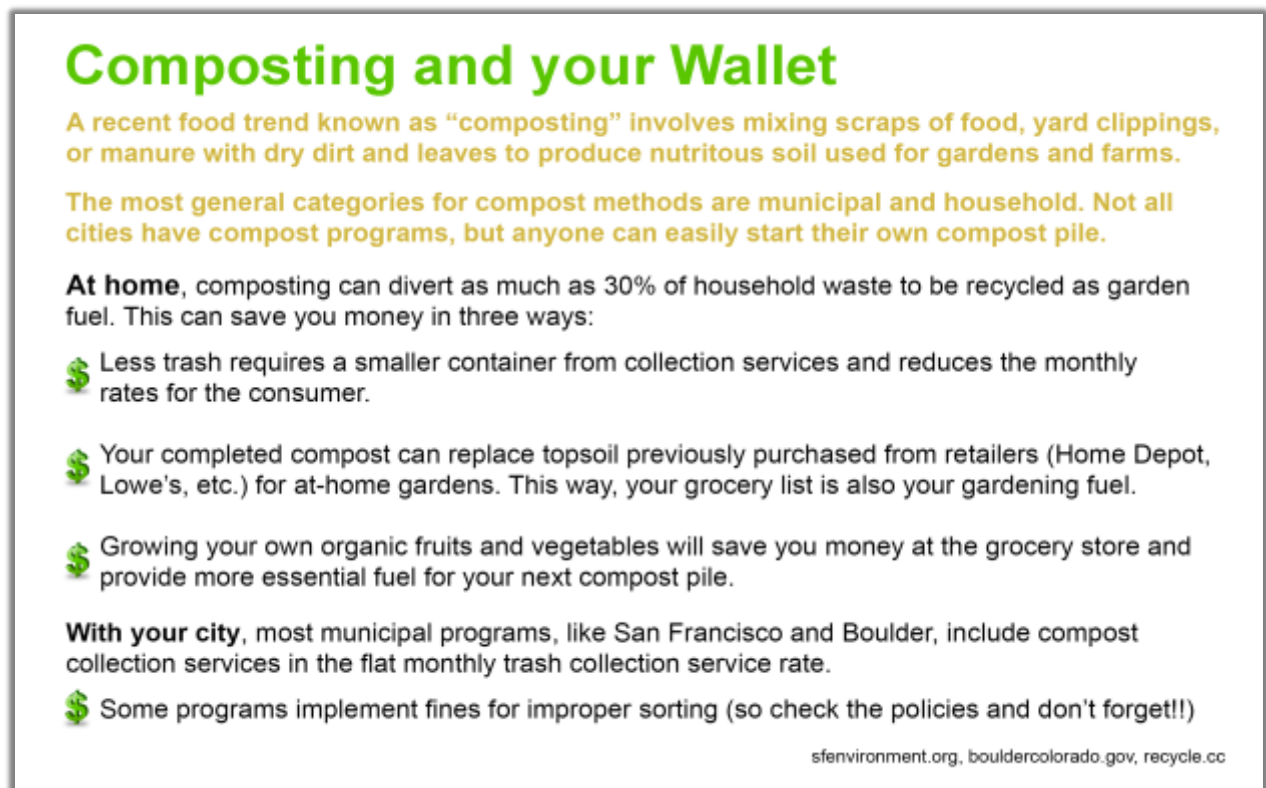 Composting and your Wallet
A recent food trend known as “composting” involves mixing scraps of food, yard clippings,
or manure with dry dirt and leaves to produce nutritous soil used for gardens and farms.
The most general categories for compost methods are municipal and household. Not all
cities have compost programs, but anyone can easily start their own compost pile.
At home, composting can divert as much as 30% of household waste to be recycled as garden
fuel. This can save you money in three ways:
$ Less trash requires a smaller container from collection services and reduces the monthly
rates for the consumer.
$ Your completed compost can replace topsoil previously purchased from retailers (Home Depot,
Lowe’s, etc.) for at-home gardens. This way, your grocery list is also your gardening fuel.
$ Growing your own organic fruits and vegetables will save you money at the grocery store and
provide more essential fuel for your next compost pile.
With your city, most municipal programs, like San Francisco and Boulder, include compost
collection services in the flat monthly trash collection service rate.
$ Some programs implement fines for improper sorting (so check the policies and don’t forget!!)
sfenvironment.org, bouldercolorado.gov, recycle.cc